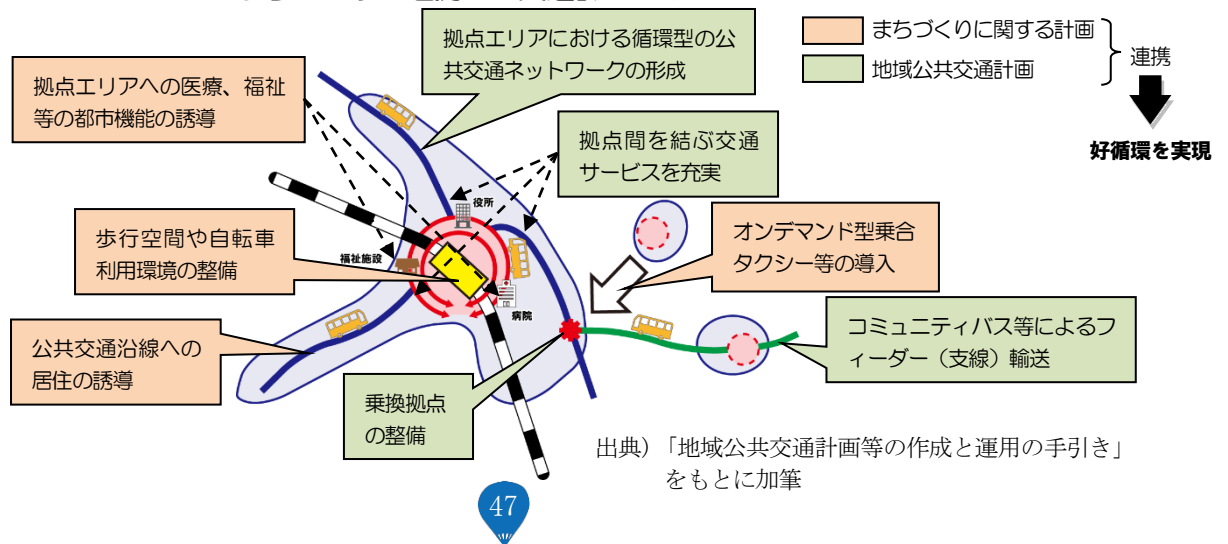 拠点エリアにおける循環型の公
共交通ネットワークの形成
まちづくりに関する計画
地域公共交通計画
連携
好循環を実現
拠点エリアへの医療、福祉
等の都市機能の誘導
拠点間を結ぶ交通
サービスを充実
役所
歩行空間や自転車
利用環境の整備
福祉施設
病院
オンデマンド型乗合
タクシー等の導入
公共交通沿線への
居住の誘導
コミュニティバス等によるフ
ィーダー（支線）輸送
乗換拠点
の整備
出典）「地域公共交通計画等の作成と運用の手引き」
をもとに加筆
47